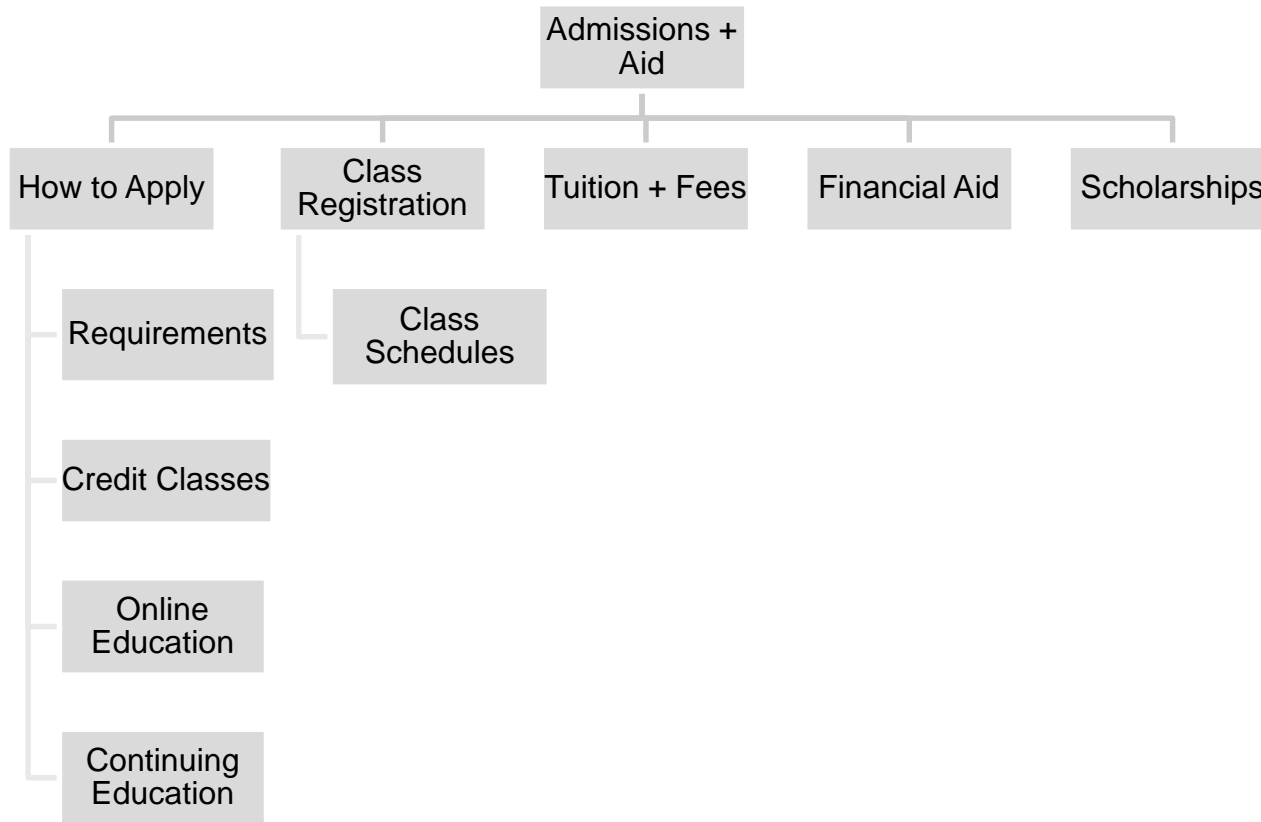 Admissions +
Aid
How to Apply
Class
Registration
Tuition + Fees
Financial Aid
Scholarships
Requirements
Class
Schedules
Credit Classes
Online
Education
Continuing
Education